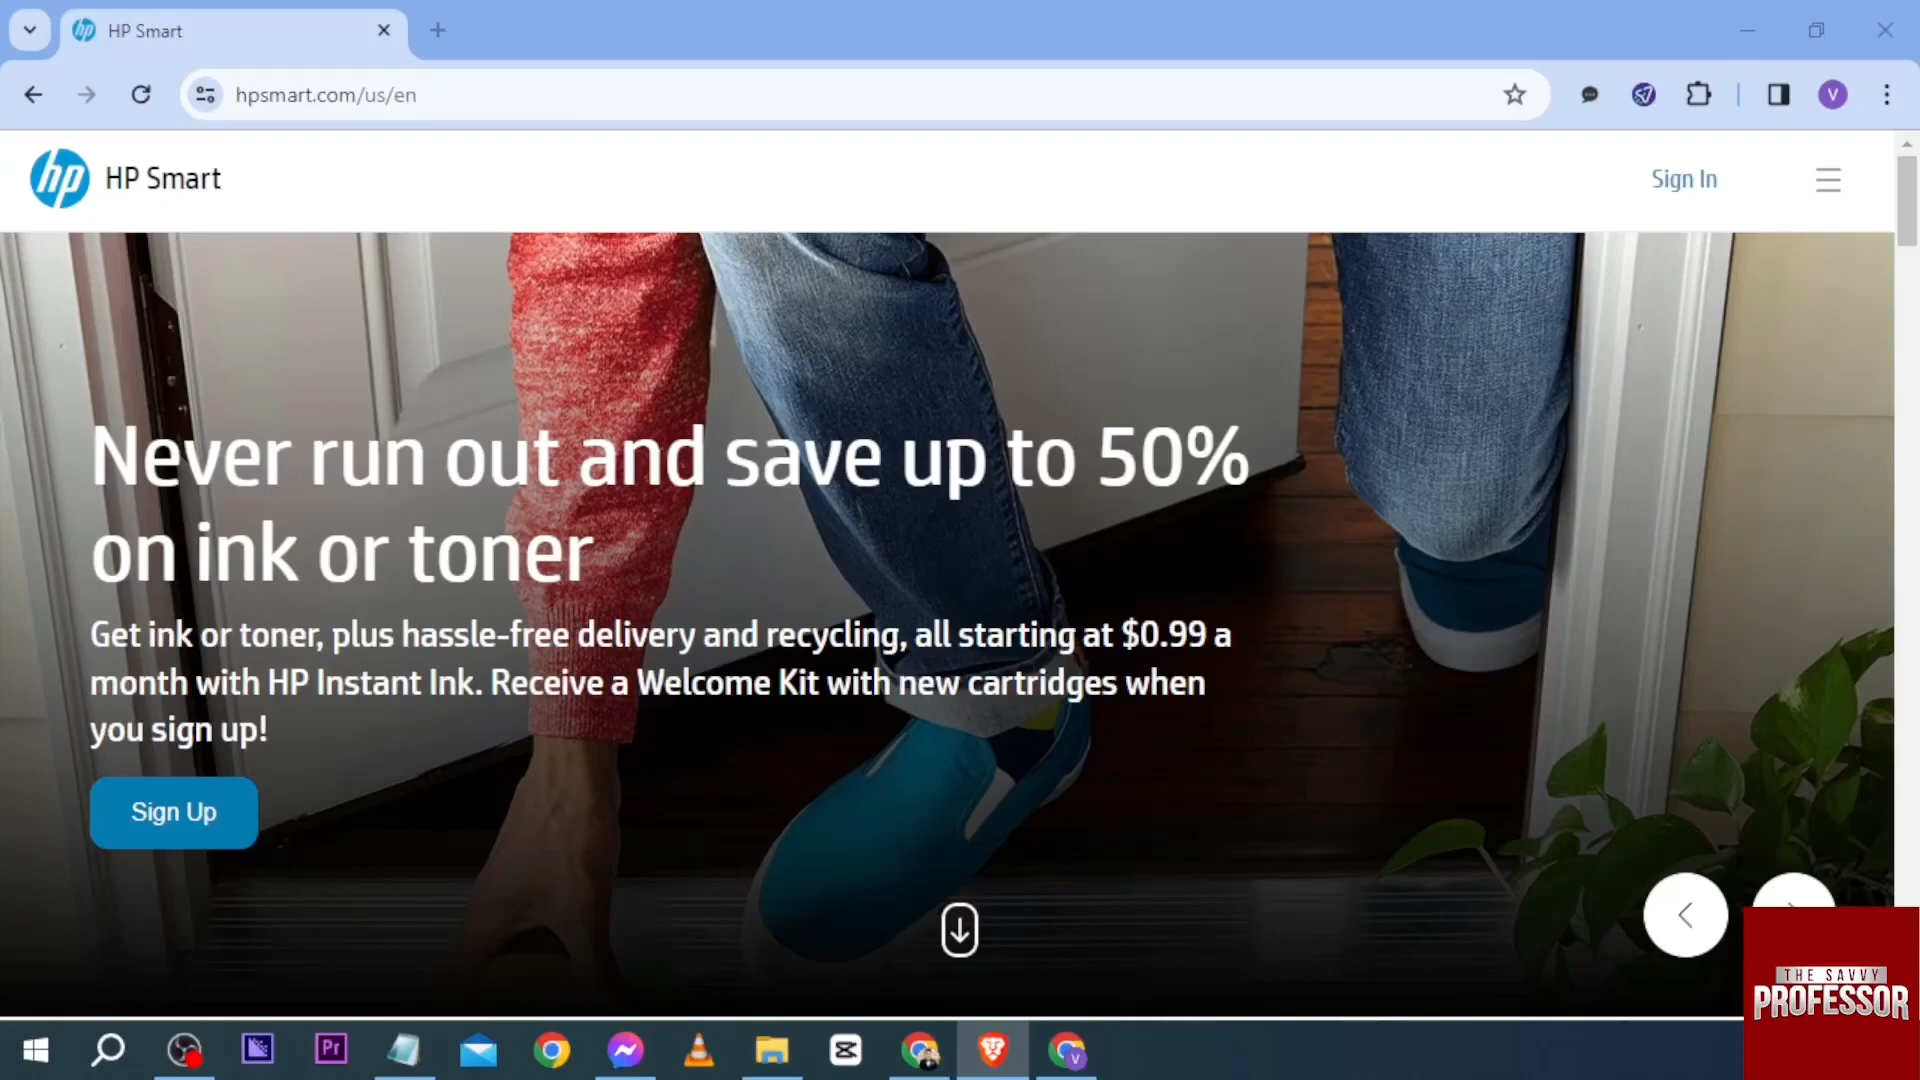 hp HP Smart
hpsmart.com/us/en
V
hp HP Smart
Sign In
Never run out and save up to 50%
on ink or toner
Get ink or toner, plus hassle-free delivery and recycling, all starting at $0.99 a
month with HP Instant Ink. Receive a Welcome Kit with new cartridges when
you sign up!
Sign Up
THE SAVVY
PROFESSOR
Pr
V